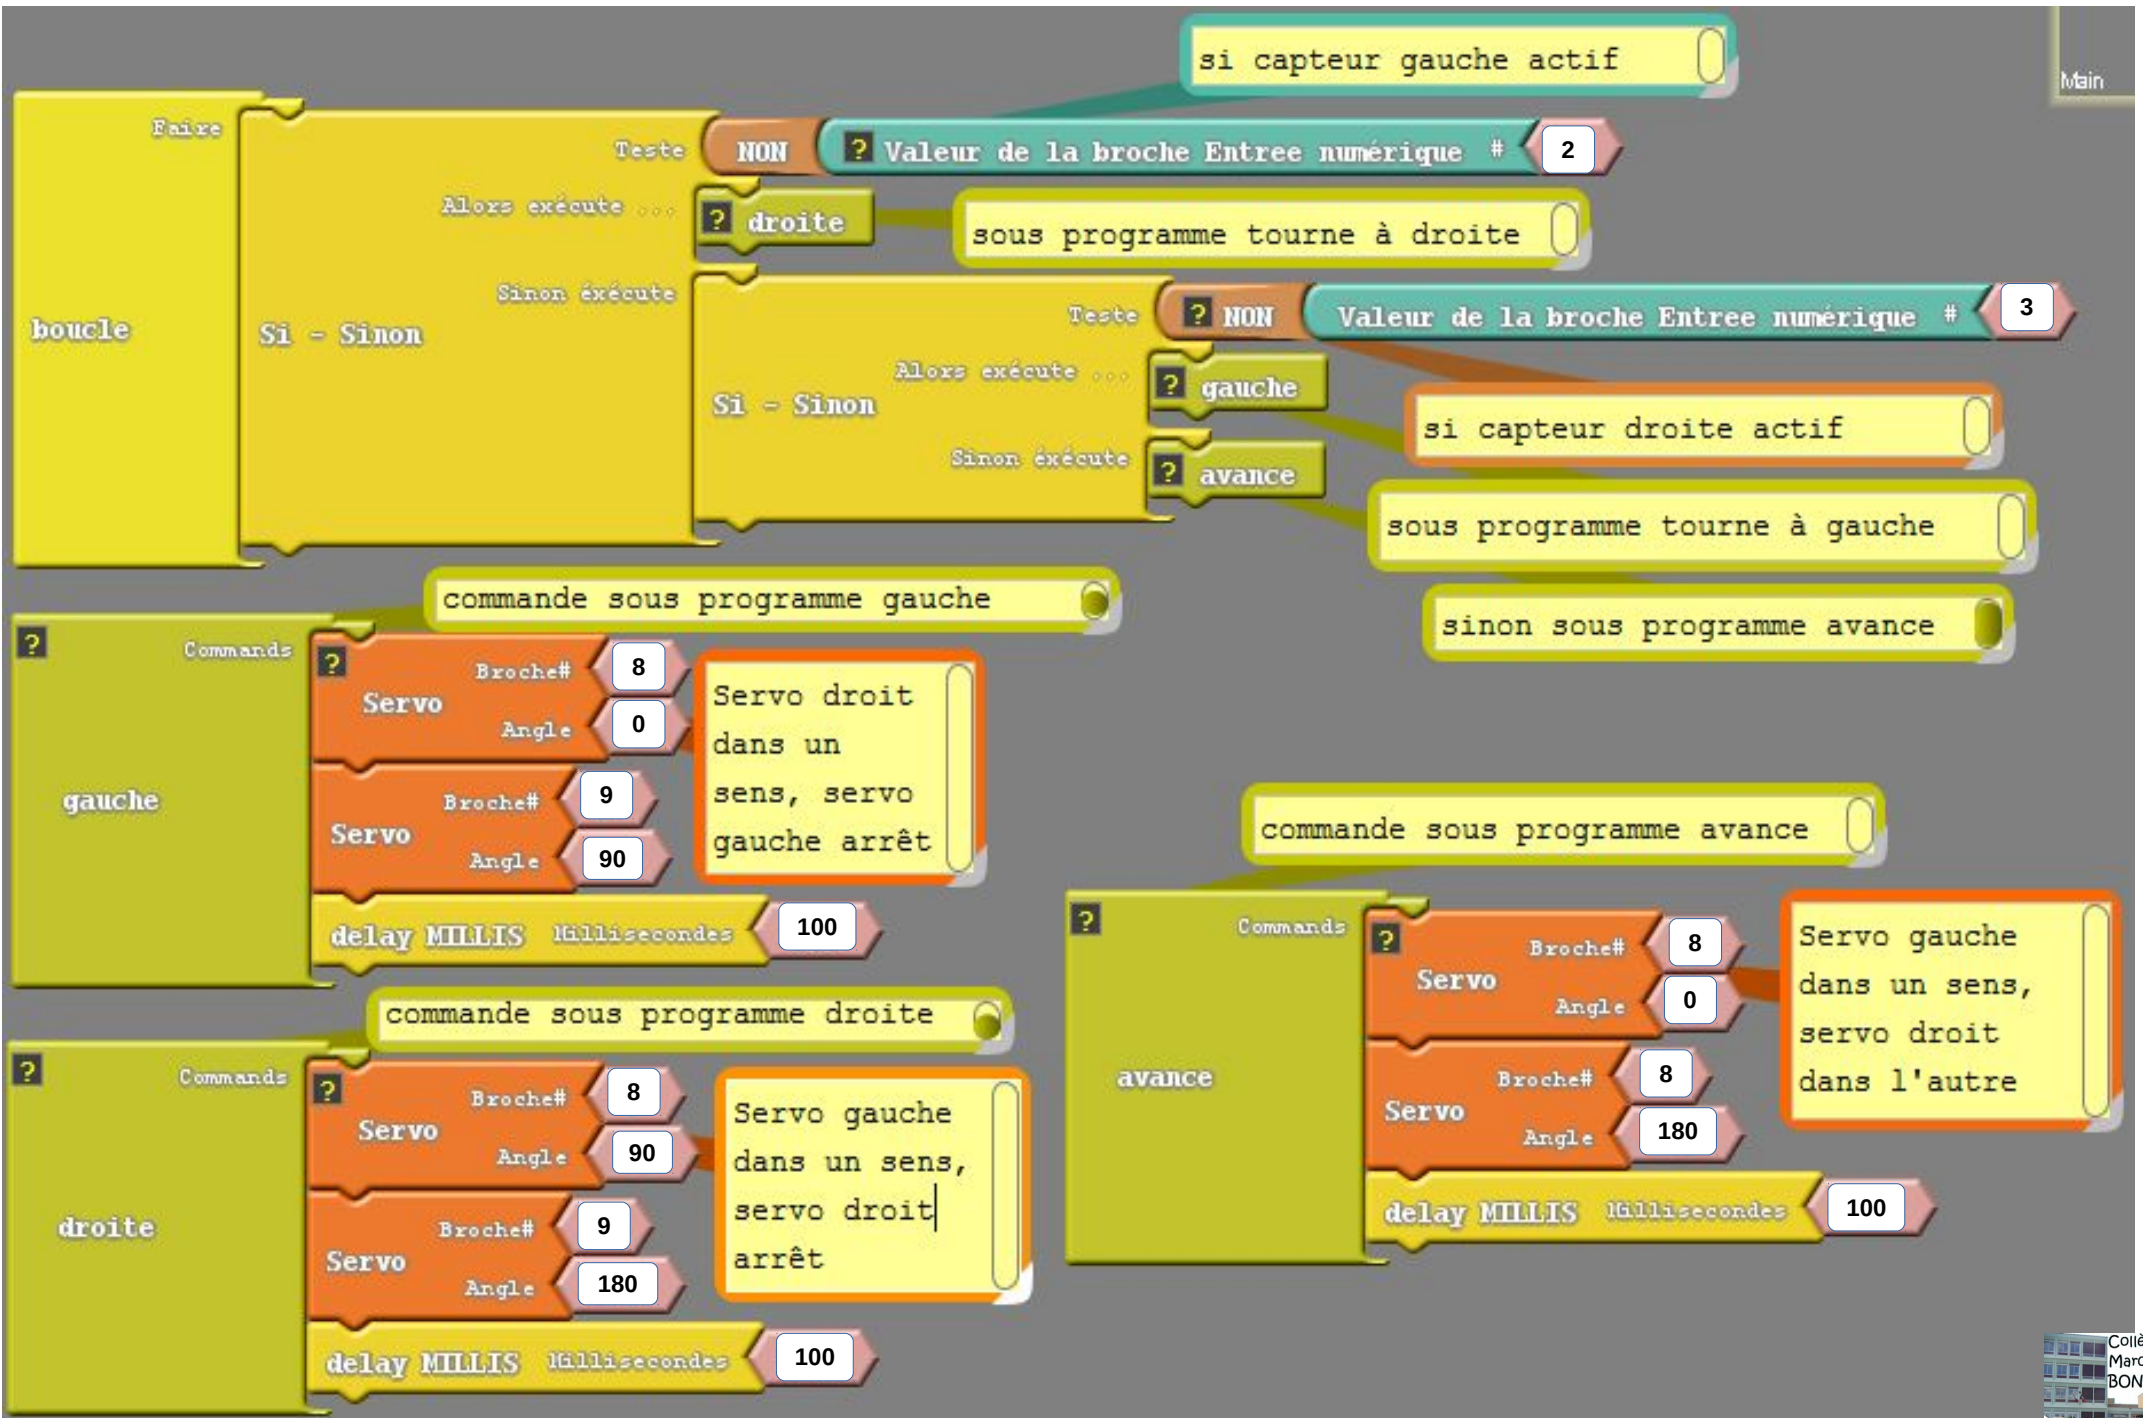 si capteur gauche actif
Main
Faire
Teste
NON
? Valeur de la broche Entree numérique # 2
Alors exécute ...
? droite
sous programme tourne à droite
Sinon éxécute
boucle
Si - Sinon
Teste
? NON
Valeur de la broche Entree numérique # 3
Alors exécute ...
? gauche
Si - Sinon
si capteur droite actif
Sinon éxécute
? avance
sous programme tourne à gauche
sinon sous programme avance
commande sous programme gauche
?
Commands
gauche
?
Servo
Broche# 8
Angle 0
Servo droit
dans un
sens, servo
gauche arrêt
Servo
Broche# 9
Angle 90
delay MILLIS Millisecondes 100
commande sous programme droite
?
Commands
droite
?
Servo
Broche# 8
Angle 90
Servo gauche
dans un sens,
servo droit
arrêt
Servo
Broche# 9
Angle 180
delay MILLIS Millisecondes 100
commande sous programme avance
?
Commands
avance
?
Servo
Broche# 8
Angle 0
Servo gauche
dans un sens,
servo droit
dans l'autre
Servo
Broche# 8
Angle 180
delay MILLIS Millisecondes 100
Collè
Marc
BON